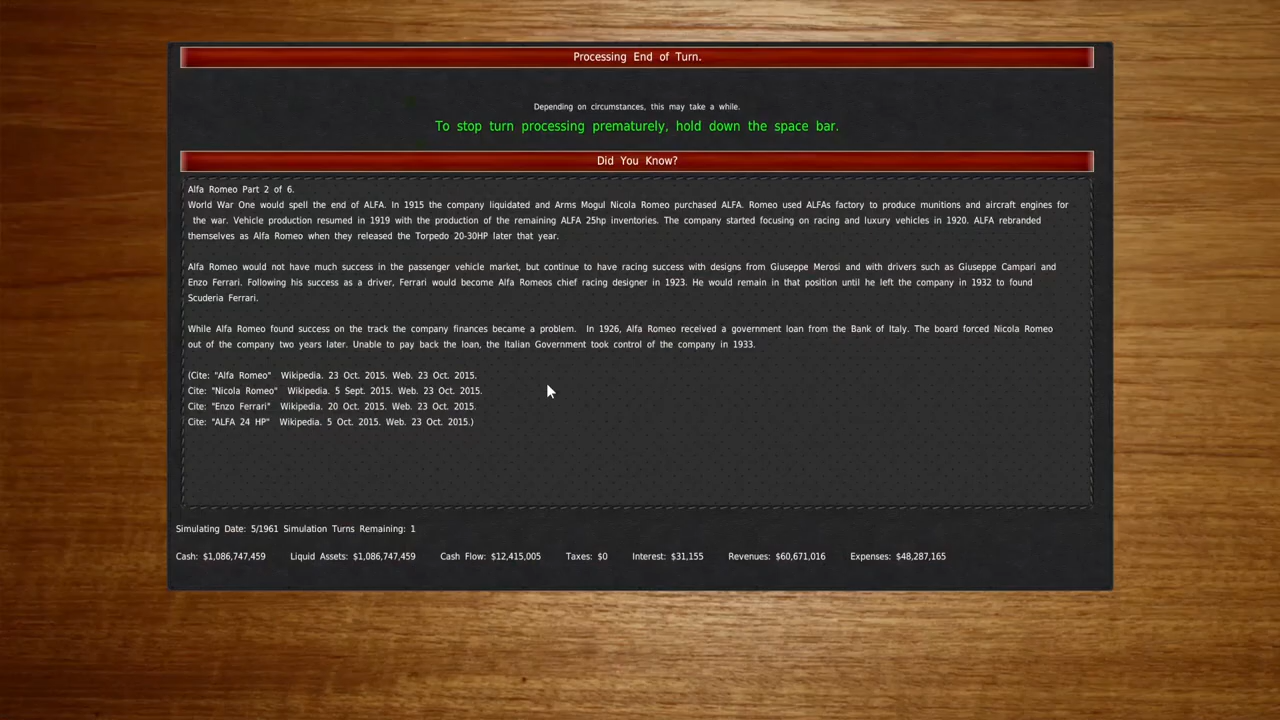 Processing End of Turn.
Depending on circumstances, this may take a while.
To stop turn processing prematurely, hold down the space bar.
Did You Know?
Alfa Romeo Part 2 of 6.
World War One would spell the end of ALFA. In 1915 the company liquidated and Arms Mogul Nicola Romeo purchased ALFA. Romeo used ALFAs factory to produce munitions and aircraft engines for
the war. Vehicle production resumed in 1919 with the production of the remaining ALFA 25hp inventories. The company started focusing on racing and luxury vehicles in 1920. ALFA rebranded
themselves as Alfa Romeo when they released the Torpedo 20-30HP later that year.
Alfa Romeo would not have much success in the passenger vehicle market, but continue to have racing success with designs from Giuseppe Merosi and with drivers such as Giuseppe Campari and
Enzo Ferrari. Following his success as a driver, Ferrari would become Alfa Romeos chief racing designer in 1923. He would remain in that position until he left the company in 1932 to found
Scuderia Ferrari.
While Alfa Romeo found success on the track the company finances became a problem. In 1926, Alfa Romeo received a government loan from the Bank of Italy. The board forced Nicola Romeo
out of the company two years later. Unable to pay back the loan, the Italian Government took control of the company in 1933.
(Cite: "Alfa Romeo" Wikipedia. 23 Oct. 2015. Web. 23 Oct. 2015.
Cite: "Nicola Romeo" Wikipedia. 5 Sept. 2015. Web. 23 Oct. 2015.
Cite: "Enzo Ferrari" Wikipedia. 20 Oct. 2015. Web. 23 Oct. 2015.
Cite: "ALFA 24 HP" Wikipedia. 5 Oct. 2015. Web. 23 Oct. 2015.)
Simulating Date: 5/1961 Simulation Turns Remaining: 1
Cash: $1,086,747,459 Liquid Assets: $1,086,747,459 Cash Flow: $12,415,005 Taxes: $0 Interest: $31,155 Revenues: $60,671,016 Expenses: $48,287,165